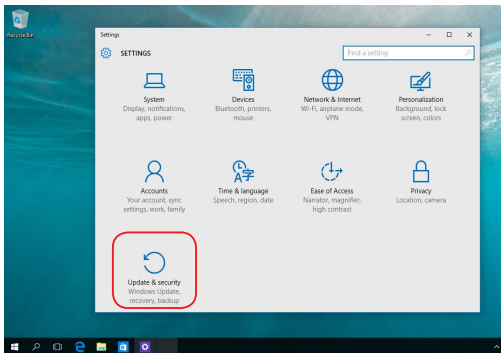 Recycle Bin
Settings
SETTINGS
Find a setting
System
Display, notifications,
apps, power
Devices
Bluetooth, printers,
mouse
Network & Internet
Wi-Fi, airplane mode,
VPN
Personalization
Background, lock
screen, colors
Accounts
Your account, sync
settings, work, family
Time & language
Speech, region, date
Ease of Access
Narrator, magnifier,
high contrast
Privacy
Location, camera
Update & security
Windows Update,
recovery, backup